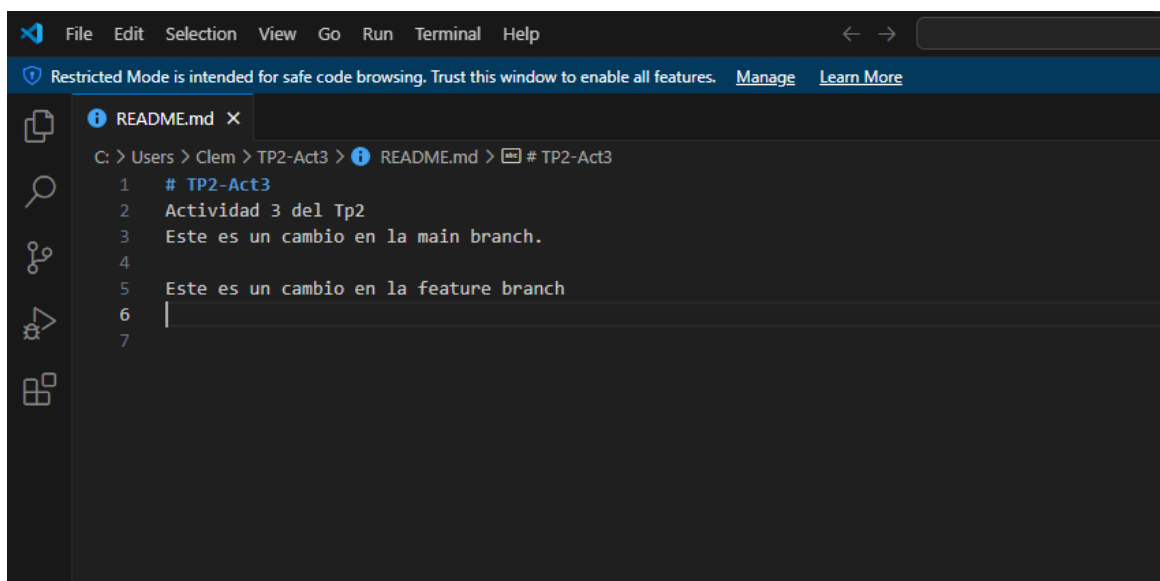 File Edit Selection View Go Run Terminal Help
Restricted Mode is intended for safe code browsing. Trust this window to enable all features. Manage Learn More
README.md
C: > Users > Clem > TP2-Act3 > README.md > # TP2-Act3
1 # TP2-Act3
2 Actividad 3 del Tp2
3 Este es un cambio en la main branch.
4
5 Este es un cambio en la feature branch
6
7